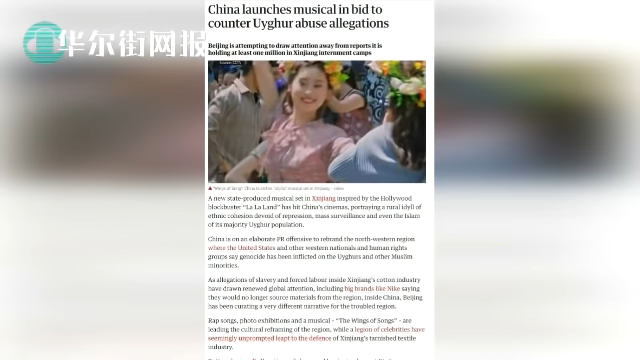 华尔街网报
China launches musical in bid to
counter Uyghur abuse allegations
Beijing is attempting to draw attention away from reports it is
holding at least one million in Xinjiang internment camps
A new state-produced musical set in Xinjiang inspired by the Hollywood
blockbuster “La La Land” has hit China’s cinemas, portraying a rural idyll of
ethnic cohesion devoid of repression, mass surveillance and even the Islam
of its majority Uyghur population.
China is on an elaborate PR offensive to rebrand the north-western region
where the United States and other western nationals and human rights
groups say genocide has been inflicted on the Uyghurs and other Muslim
minorities.
As allegations of slavery and forced labour inside Xinjiang’s cotton industry
have drawn renewed global attention, including big brands like Nike saying
they would no longer source materials from the region, inside China, Beijing
has been curating a very different narrative for the troubled region.
Rap songs, photo exhibitions and a musical – “The Wings of Songs” – are
leading the cultural reframing of the region, while a legion of celebrities have
seemingly unprompted leapt to the defence of Xinjiang’s tarnished textile
industry.